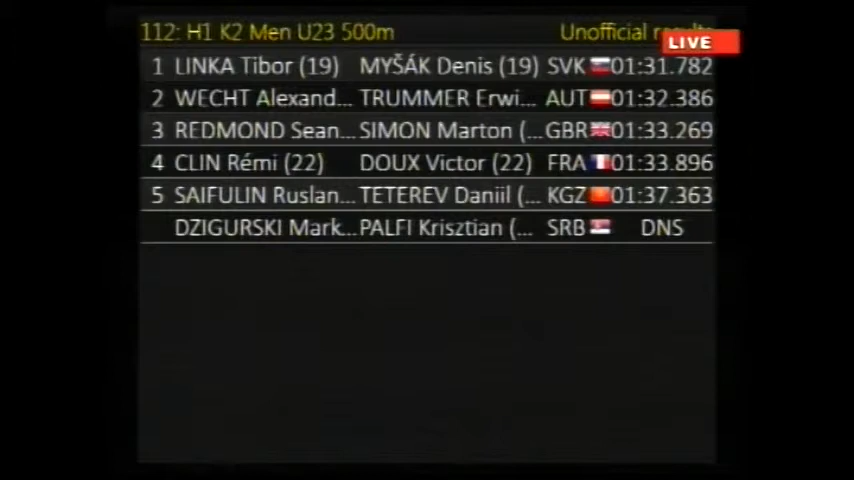 112: H1 K2 Men U23 500m Unofficial results
LIVE
1 LINKA Tibor (19) MYŠÁK Denis (19) SVK 01:31.782
2 WECHT Alexand... TRUMMER Erwi... AUT 01:32.386
3 REDMOND Sean... SIMON Marton (... GBR 01:33.269
4 CLIN Rémi (22) DOUX Victor (22) FRA 01:33.896
5 SAIFULIN Ruslan... TETEREV Daniil (... KGZ 01:37.363
DZIGURSKI Mark... PALFI Krisztian (... SRB DNS